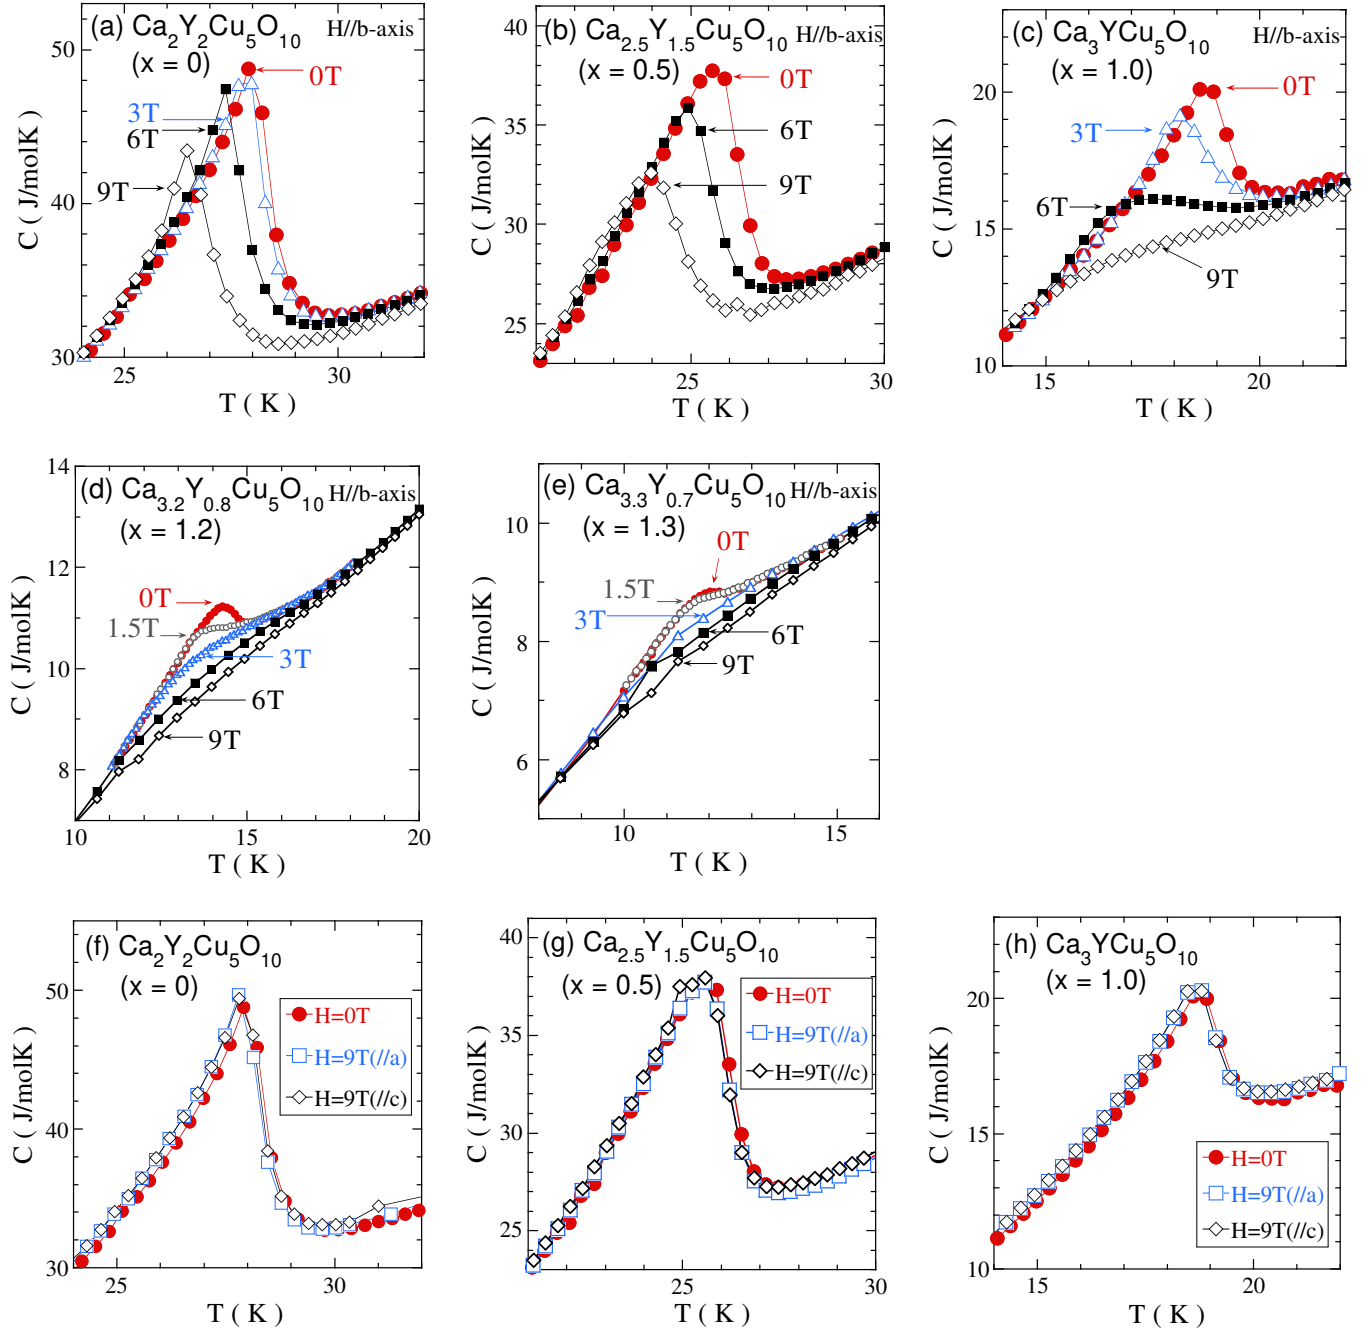 (a) Ca2Y2Cu5O10 H//b-axis
(x = 0)
0T
3T
6T
9T
50
40
30
C ( J/molK )
25
30
T ( K )
(b) Ca2.5Y1.5Cu5O10 H//b-axis
(x = 0.5)
0T
6T
9T
40
35
30
25
C ( J/molK )
25
30
T ( K )
(c) Ca3YCu5O10 H//b-axis
(x = 1.0)
0T
3T
6T
9T
20
15
10
C ( J/molK )
15
20
T ( K )
(d) Ca3.2Y0.8Cu5O10 H//b-axis
(x = 1.2)
0T
1.5T
3T
6T
9T
14
12
10
8
C ( J/molK )
10
15
20
T ( K )
(e) Ca3.3Y0.7Cu5O10 H//b-axis
(x = 1.3)
0T
1.5T
3T
6T
9T
10
8
6
C ( J/molK )
10
15
T ( K )
(f) Ca2Y2Cu5O10
(x = 0)
H=0T
H=9T(//a)
H=9T(//c)
50
40
30
C ( J/molK )
25
30
T ( K )
(g) Ca2.5Y1.5Cu5O10
(x = 0.5)
H=0T
H=9T(//a)
H=9T(//c)
40
35
30
25
C ( J/molK )
25
30
T ( K )
(h) Ca3YCu5O10
(x = 1.0)
H=0T
H=9T(//a)
H=9T(//c)
20
15
10
C ( J/molK )
15
20
T ( K )